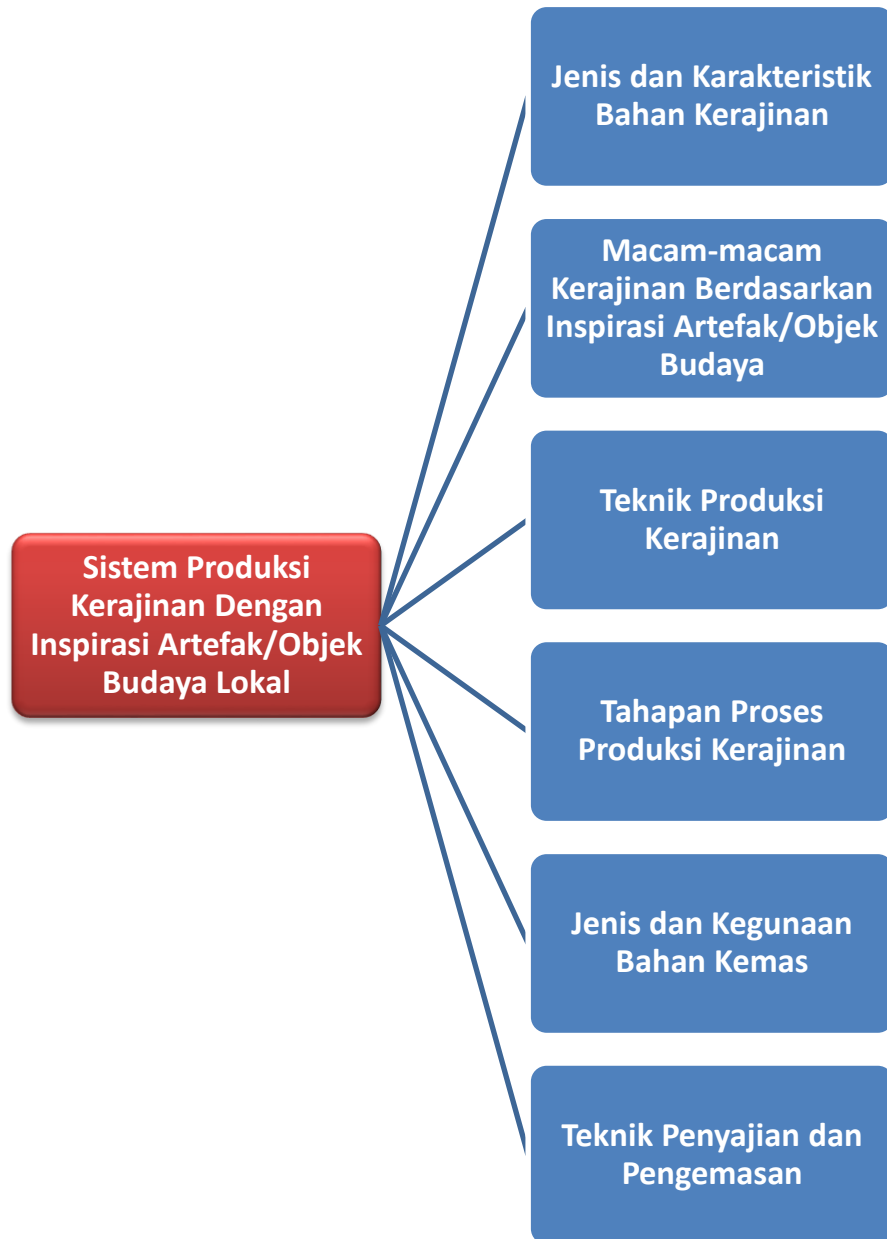 Jenis dan Karakteristik
Bahan Kerajinan
Macam-macam
Kerajinan Berdasarkan
Inspirasi Artefak/Objek
Budaya
Teknik Produksi
Kerajinan
Sistem Produksi
Kerajinan Dengan
Inspirasi Artefak/Objek
Budaya Lokal
Tahapan Proses
Produksi Kerajinan
Jenis dan Kegunaan
Bahan Kemas
Teknik Penyajian dan
Pengemasan